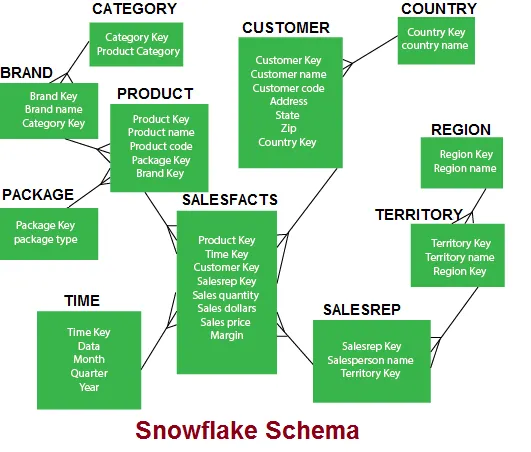 CATEGORY
Category Key
Product Category
BRAND
Brand Key
Brand name
Category Key
PRODUCT
Product Key
Product name
Product code
Package Key
Brand Key
PACKAGE
Package Key
package type
CUSTOMER
Customer Key
Customer name
Customer code
Address
State
Zip
Country Key
COUNTRY
Country Key
country name
REGION
Region Key
Region name
TERRITORY
Territory Key
Territory name
Region Key
SALESFACTS
Product Key
Time Key
Customer Key
Salesrep Key
Sales quantity
Sales dollars
Sales price
Margin
TIME
Time Key
Data
Month
Quarter
Year
SALESREP
Salesrep Key
Salesperson name
Territory Key
Snowflake Schema